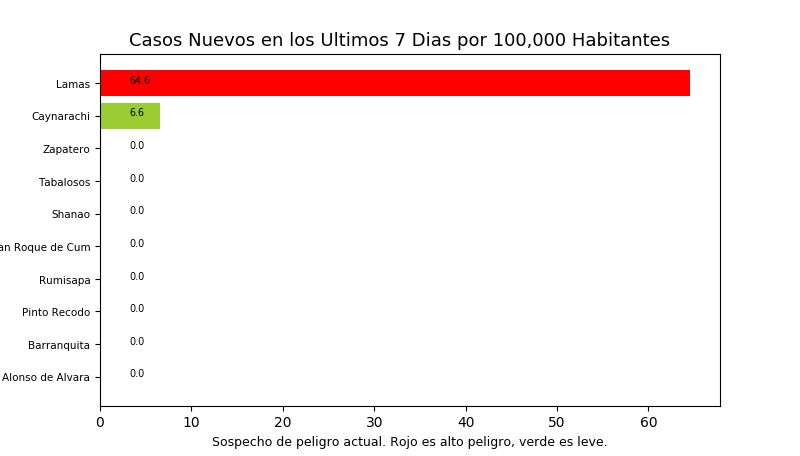 Casos Nuevos en los Ultimos 7 Dias por 100,000 Habitantes
Lamas 64.6
Caynarachi 6.6
Zapatero 0.0
Tabalosos 0.0
Shanao 0.0
an Roque de Cum 0.0
Rumisapa 0.0
Pinto Recodo 0.0
Barranquita 0.0
Alonso de Alvara 0.0
0 10 20 30 40 50 60
Sospecho de peligro actual. Rojo es alto peligro, verde es leve.